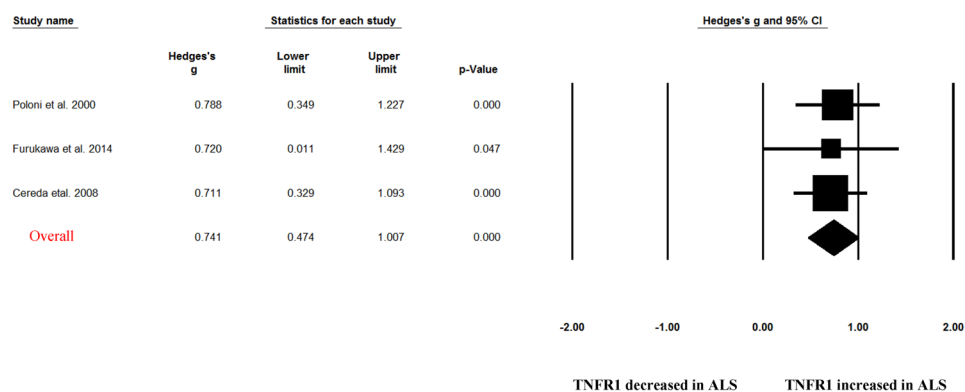 Study name Statistics for each study Hedges's g and 95% CI
Hedges's Lower Upper
g limit limit p-Value
Poloni et al. 2000 0.788 0.349 1.227 0.000
Furukawa et al. 2014 0.720 0.011 1.429 0.047
Cereda etal. 2008 0.711 0.329 1.093 0.000
Overall 0.741 0.474 1.007 0.000
-2.00 -1.00 0.00 1.00 2.00
TNFR1 decreased in ALS TNFR1 increased in ALS